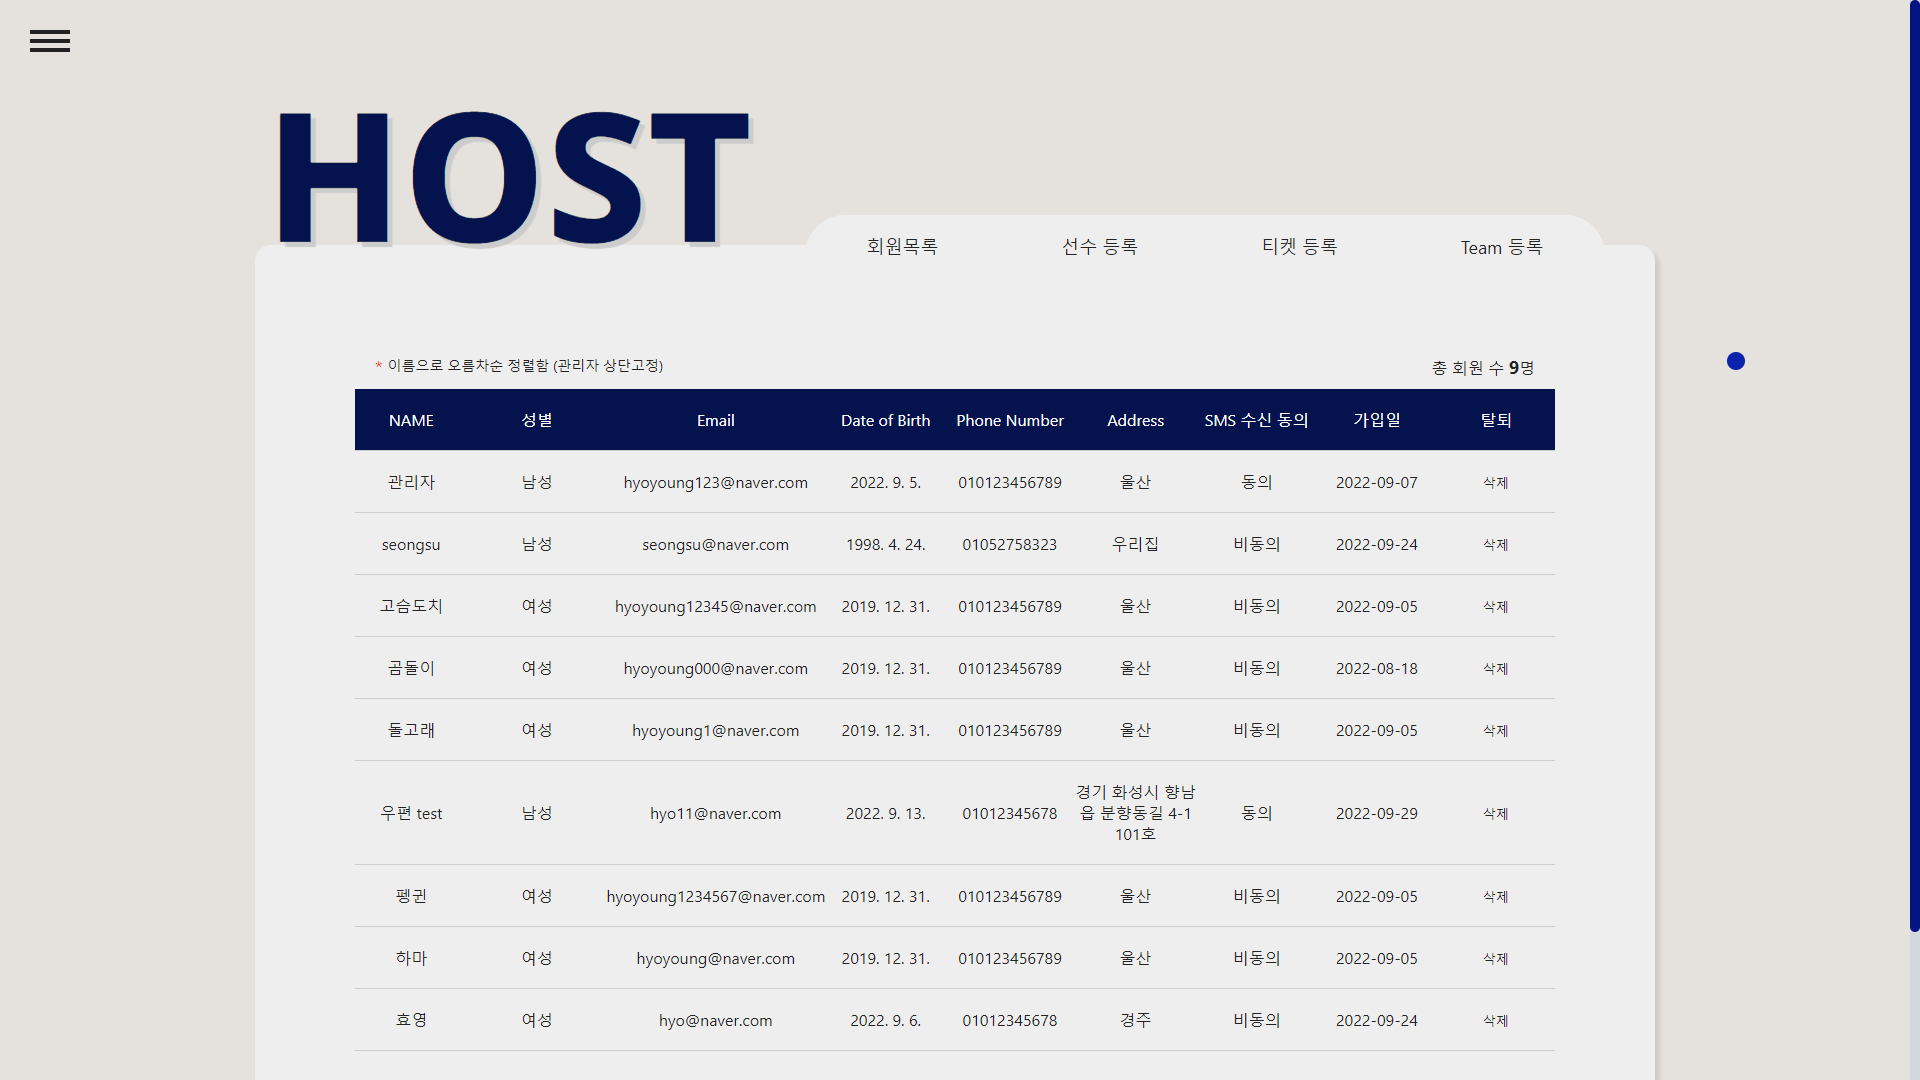 HOST
회원목록 선수 등록 티켓 등록 Team 등록
* 이름으로 오름차순 정렬함 (관리자 상단고정) 총 회원 수 9명
NAME 성별 Email Date of Birth Phone Number Address SMS 수신 동의 가입일 탈퇴
관리자 남성 hyoyoung123@naver.com 2022. 9. 5. 010123456789 울산 동의 2022-09-07 삭제
seongsu 남성 seongsu@naver.com 1998. 4. 24. 01052758323 우리집 비동의 2022-09-24 삭제
고슴도치 여성 hyoyoung12345@naver.com 2019. 12. 31. 010123456789 울산 비동의 2022-09-05 삭제
곰돌이 여성 hyoyoung000@naver.com 2019. 12. 31. 010123456789 울산 비동의 2022-08-18 삭제
돌고래 여성 hyoyoung1@naver.com 2019. 12. 31. 010123456789 울산 비동의 2022-09-05 삭제
우편 test 남성 hyo11@naver.com 2022. 9. 13. 01012345678 경기 화성시 향남
읍 분향동길 4-1
101호 동의 2022-09-29 삭제
펭귄 여성 hyoyoung1234567@naver.com 2019. 12. 31. 010123456789 울산 비동의 2022-09-05 삭제
하마 여성 hyoyoung@naver.com 2019. 12. 31. 010123456789 울산 비동의 2022-09-05 삭제
효영 여성 hyo@naver.com 2022. 9. 6. 01012345678 경주 비동의 2022-09-24 삭제